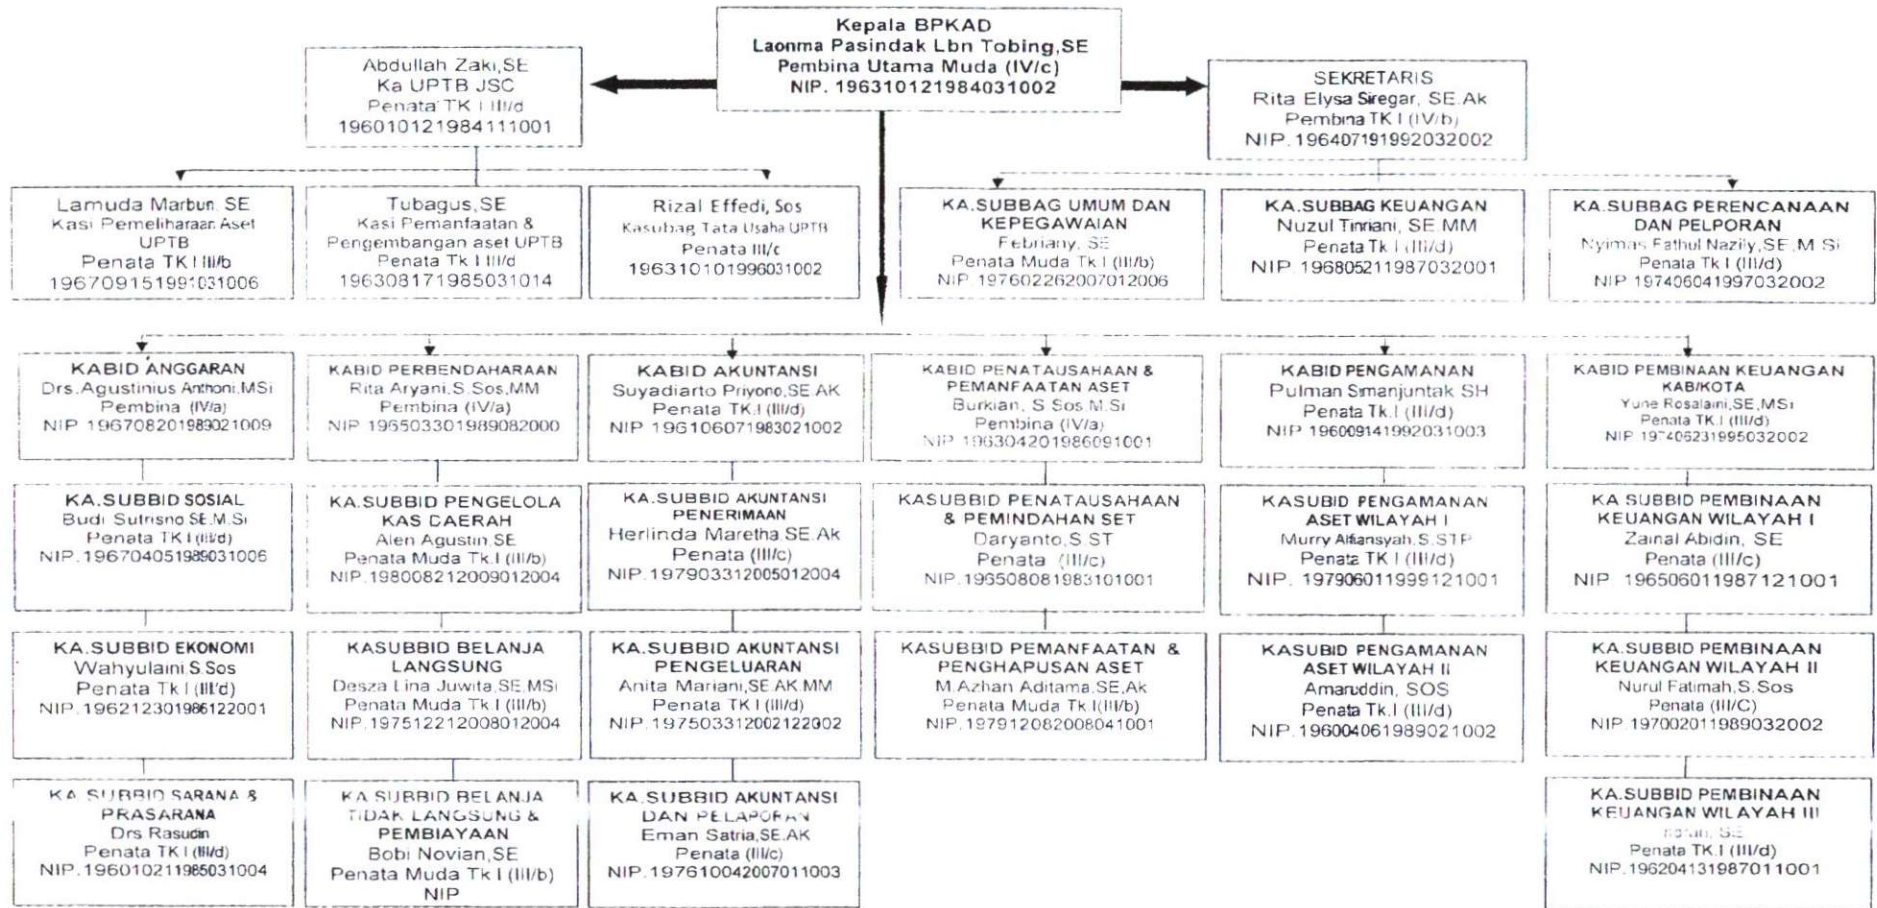 Kepala BPKAD
Laonma Pasindak Lbn Tobing,SE
Pembina Utama Muda (IV/c)
NIP. 196310121984031002
Abdullah Zaki,SE
Ka UPTB JSC
Penata TK I III/d
196010121984111001
SEKRETARIS
Rita Elysa Siregar, SE.Ak
Pembina TK I (IV/b)
NIP.196407191992032002
Lamuda Marbun, SE
Kasi Pemeliharaan Aset
UPTB
Penata TK I III/b
196709151991031006
Tubagus,SE
Kasi Pemanfaatan &
Pengembangan aset UPTB
Penata Tk I III/d
196308171985031014
Rizal Effedi, Sos
Kasubag Tata Usaha UPTB
Penata III/c
196310101996031002
KA.SUBBAG UMUM DAN
KEPEGAWAIAN
Febriany, SE
Penata Muda Tk.I (III/b)
NIP.197602262007012006
KA.SUBBAG KEUANGAN
Nuzul Tinriani, SE.MM
Penata Tk.I (III/d)
NIP.196805211987032001
KA.SUBBAG PERENCANAAN
DAN PELPORAN
Nyimas Fathul Nazily,SE,M.Si
Penata Tk.I (III/d)
NIP.197406041997032002
KABID ANGGARAN
Drs.Agustinius Anthoni,MSi
Pembina (IV/a)
NIP 196708201989021009
KABID PERBENDAHARAAN
Rita Aryani,S.Sos,MM
Pembina (IV/a)
NIP.196503301989082000
KABID AKUNTANSI
Suyadiarto Priyono,SE.AK
Penata TK.I (III/d)
NIP.196106071983021002
KABID PENATAUSAHAAN &
PEMANFAATAN ASET
Burkian, S.Sos,M.Si
Pembina (IV/a)
NIP.196304201986091001
KABID PENGAMANAN
Pulman Simanjuntak SH
Penata Tk.I (III/d)
NIP.196009141992031003
KABID PEMBINAAN KEUANGAN
KAB/KOTA
Yune Rosalaini,SE,MSi
Penata Tk.I (III/d)
NIP 197406231995032002
KA.SUBBID SOSIAL
Budi Sutrisno SE,M.Si
Penata TK.I (III/d)
NIP.196704051989031006
KA.SUBBID PENGELOLA
KAS DAERAH
Alen Agustin,SE
Penata Muda Tk.I (III/b)
NIP.198008212009012004
KA.SUBBID AKUNTANSI
PENERIMAAN
Herlinda Maretha,SE.Ak
Penata (III/c)
NIP.197903312005012004
KASUBBID PENATAUSAHAAN
& PEMINDAHAN SET
Daryanto,S.ST
Penata (III/c)
NIP.196508081983101001
KASUBID PENGAMANAN
ASET WILAYAH I
Murry Alfiansyah,S.STP
Penata TK I (III/d)
NIP. 197906011999121001
KA SUBBID PEMBINAAN
KEUANGAN WILAYAH I
Zainal Abidin, SE
Penata (III/c)
NIP 196506011987121001
KA.SUBBID EKONOMI
Wahyulaini,S.Sos
Penata Tk I (III/d)
NIP.196212301986122001
KASUBBID BELANJA
LANGSUNG
Desza Lina Juwita,SE,MSi
Penata Muda Tk.I (III/b)
NIP.197512212008012004
KA.SUBBID AKUNTANSI
PENGELUARAN
Anita Mariani,SE.AK.MM
Penata TK.I (III/d)
NIP.197503312002122002
KASUBBID PEMANFAATAN &
PENGHAPUSAN ASET
M.Azhan Aditama,SE,Ak
Penata Muda Tk.I(III/b)
NIP.197912082008041001
KASUBID PENGAMANAN
ASET WILAYAH II
Amaruddin, SOS
Penata Tk.I (III/d)
NIP.196004061989021002
KA.SUBBID PEMBINAAN
KEUANGAN WILAYAH II
Nurul Fatimah,S.Sos
Penata (III/C)
NIP.197002011989032002
KA SUBBID SARANA &
PRASARANA
Drs Rasudin
Penata TK I (III/d)
NIP.196010211985031004
KA SUBBID BELANJA
TIDAK LANGSUNG &
PEMBIAYAAN
Bobi Novian,SE
Penata Muda Tk I (III/b)
NIP
KA.SUBBID AKUNTANSI
DAN PELAPORAN
Eman Satria,SE.AK
Penata (III/c)
NIP.197610042007011003
KA.SUBBID PEMBINAAN
KEUANGAN WILAYAH III
SE
Penata TK.I (III/d)
NIP.196204131987011001